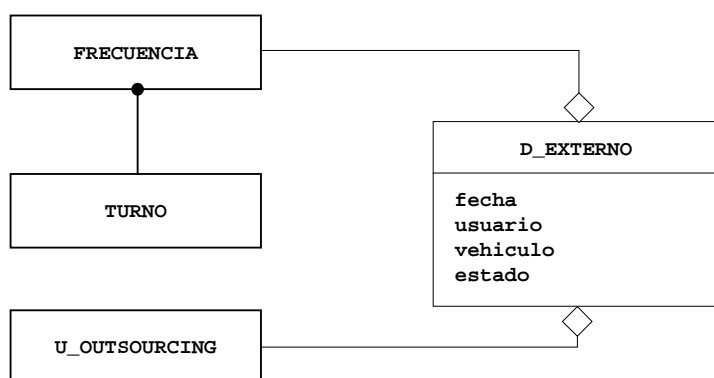 FRECUENCIA
D_EXTERNO
fecha
usuario
vehiculo
estado
TURNO
U_OUTSOURCING